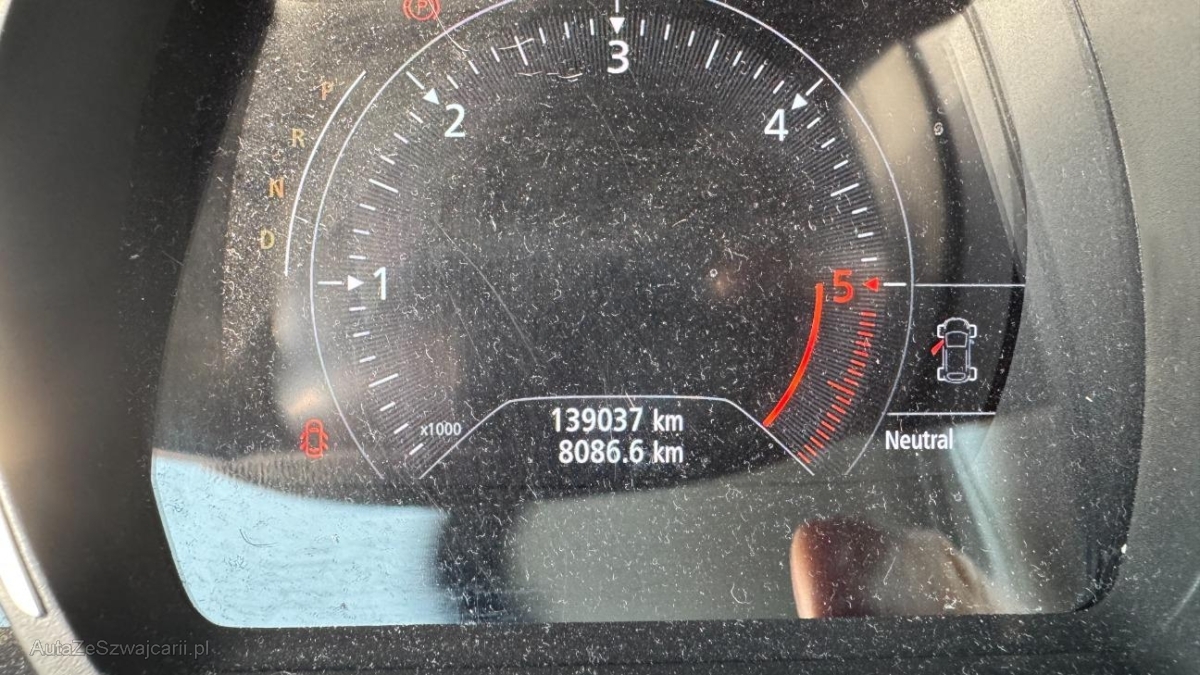 P
3
2
4
P
R
N
D
1
5
x1000
139037 km
8086.6 km
Neutral
AutaZeSzwajcarii.pl